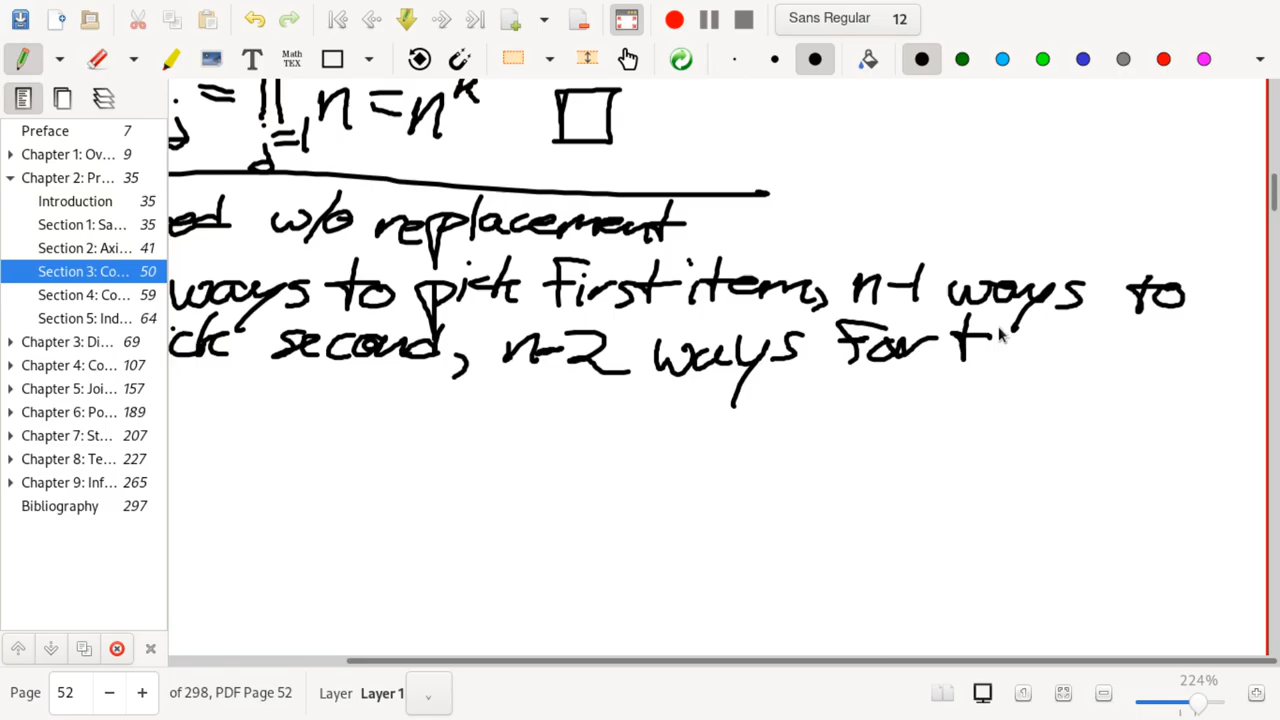 Sans Regular 12
T Math TEX
Preface 7
Chapter 1: Ov... 9
Chapter 2: Pr... 35
Introduction 35
Section 1: Sa... 35
Section 2: Axi... 41
Section 3: Co... 50
Section 4: Co... 59
Section 5: Ind... 64
Chapter 3: Di... 69
Chapter 4: Co... 107
Chapter 5: Joi... 157
Chapter 6: Po... 189
Chapter 7: St... 207
Chapter 8: Te... 227
Chapter 9: Inf... 265
Bibliography 297
j = ∏ j=1 n = n^k □
ed w/o replacement
ways to pick first item, n-1 ways to
ick second, n-2 ways for t
Page 52 of 298, PDF Page 52 Layer Layer 1 224%